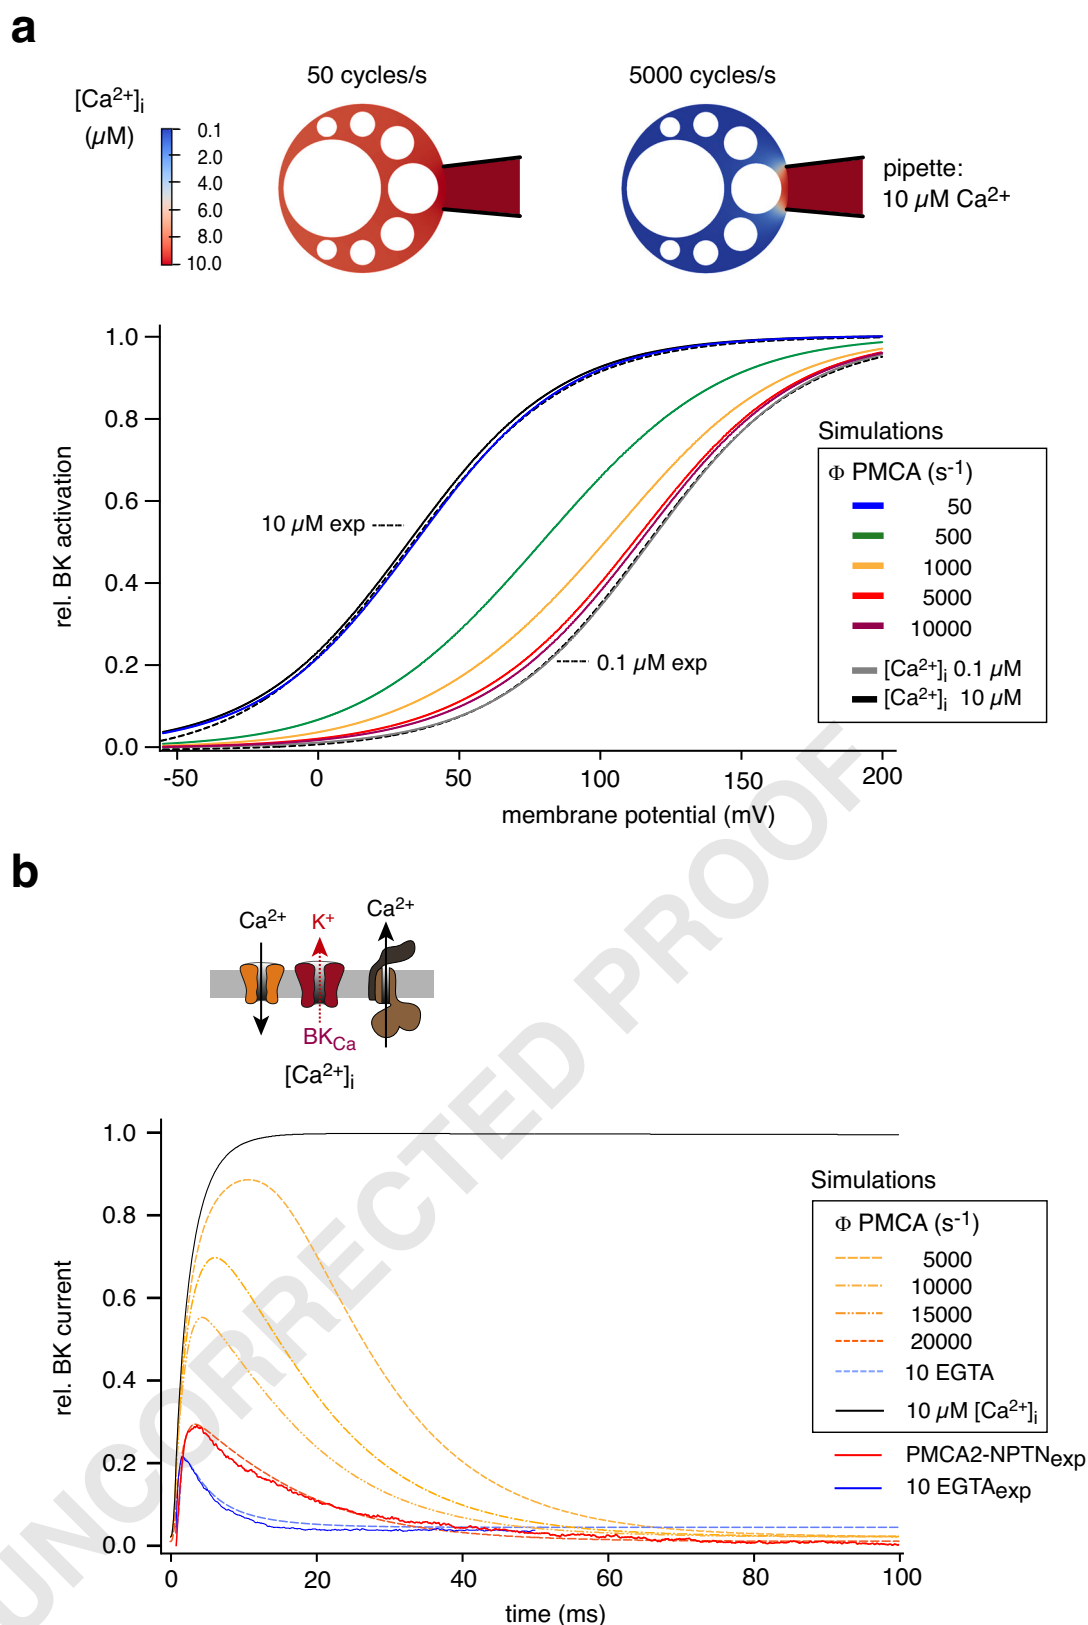 a
50 cycles/s
5000 cycles/s
[Ca2+]i
(µM)
0.1
2.0
4.0
6.0
8.0
10.0
pipette:
10 µM Ca2+
1.0
0.8
0.6
0.4
0.2
0.0
rel. BK activation
10 µM exp
0.1 µM exp
-50
0
50
100
150
200
membrane potential (mV)
Simulations
Φ PMCA (s-1)
50
500
1000
5000
10000
[Ca2+]i 0.1 µM
[Ca2+]i 10 µM
b
Ca2+
K+
Ca2+
BKCa
[Ca2+]i
1.0
0.8
0.6
0.4
0.2
0.0
rel. BK current
0
20
40
60
80
100
time (ms)
Simulations
Φ PMCA (s-1)
5000
10000
15000
20000
10 EGTA
10 µM [Ca2+]i
PMCA2-NPTNexp
10 EGTAexp
UNCORRECTED PROOF